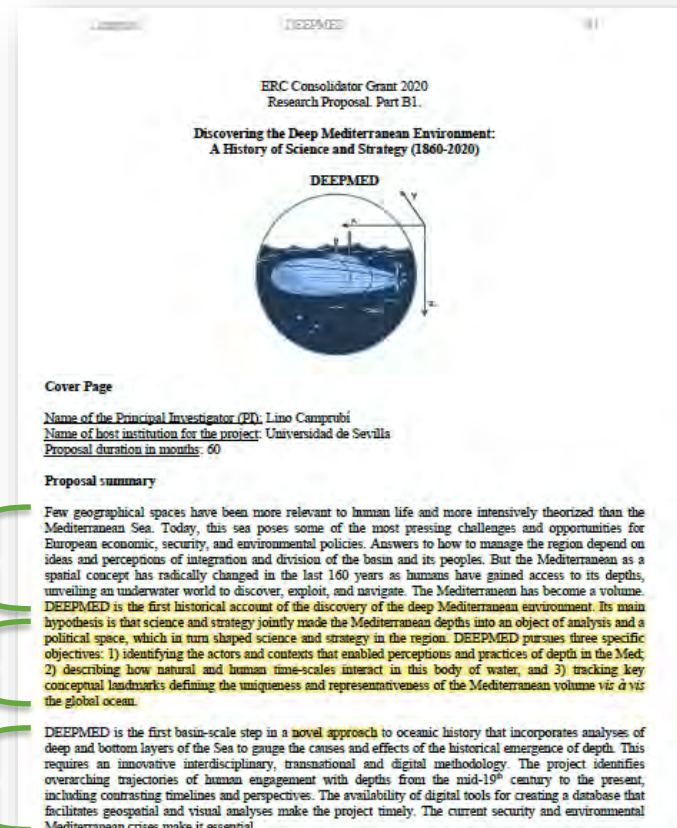 DEEPMED
ERC Consolidator Grant 2020
Research Proposal. Part B1.
Discovering the Deep Mediterranean Environment:
A History of Science and Strategy (1860-2020)
DEEPMED
Cover Page
Name of the Principal Investigator (PI): Lino Camprubí
Name of host institution for the project: Universidad de Sevilla
Proposal duration in months: 60
Proposal summary
Few geographical spaces have been more relevant to human life and more intensively theorized than the
Mediterranean Sea. Today, this sea poses some of the most pressing challenges and opportunities for
European economic, security, and environmental policies. Answers to how to manage the region depend on
ideas and perceptions of integration and division of the basin and its peoples. But the Mediterranean as a
spatial concept has radically changed in the last 160 years as humans have gained access to its depths,
unveiling an underwater world to discover, exploit, and navigate. The Mediterranean has become a volume.
DEEPMED is the first historical account of the discovery of the deep Mediterranean environment. Its main
hypothesis is that science and strategy jointly made the Mediterranean depths into an object of analysis and a
political space, which in turn shaped science and strategy in the region. DEEPMED pursues three specific
objectives: 1) identifying the actors and contexts that enabled perceptions and practices of depth in the Med;
2) describing how natural and human time-scales interact in this body of water, and 3) tracking key
conceptual landmarks defining the uniqueness and representativeness of the Mediterranean volume vis à vis
the global ocean.
DEEPMED is the first basin-scale step in a novel approach to oceanic history that incorporates analyses of
deep and bottom layers of the Sea to gauge the causes and effects of the historical emergence of depth. This
requires an innovative interdisciplinary, transnational and digital methodology. The project identifies
overarching trajectories of human engagement with depths from the mid-19th century to the present,
including contrasting timelines and perspectives. The availability of digital tools for creating a database that
facilitates geospatial and visual analyses make the project timely. The current security and environmental
Mediterranean crises make it essential.